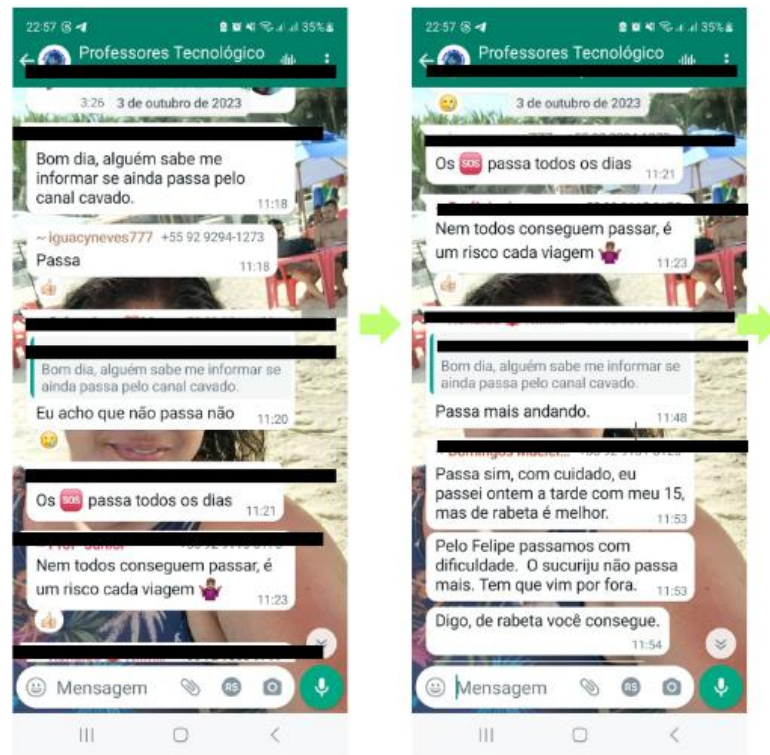 22:57
35%
Professores Tecnológico
3:26
3 de outubro de 2023
Bom dia, alguém sabe me
informar se ainda passa pelo
canal cavado.
11:18
~iguacyneves777 +55 92 9294-1273
Passa
11:18
Bom dia, alguém sabe me informar se
ainda passa pelo canal cavado.
Eu acho que não passa não
11:20
Os SOS passa todos os dias
11:21
Nem todos conseguem passar, é
um risco cada viagem
11:23
Mensagem
RS
22:57
35%
Professores Tecnológico
3 de outubro de 2023
Os SOS passa todos os dias
11:21
Nem todos conseguem passar, é
um risco cada viagem
11:23
Bom dia, alguém sabe me informar se
ainda passa pelo canal cavado.
Passa mais andando.
11:48
Passa sim, com cuidado, eu
passei ontem a tarde com meu 15,
mas de rabeta é melhor.
11:53
Pelo Felipe passamos com
dificuldade. O sucuriju não passa
mais. Tem que vim por fora.
11:53
Digo, de rabeta você consegue.
11:54
Mensagem
RS